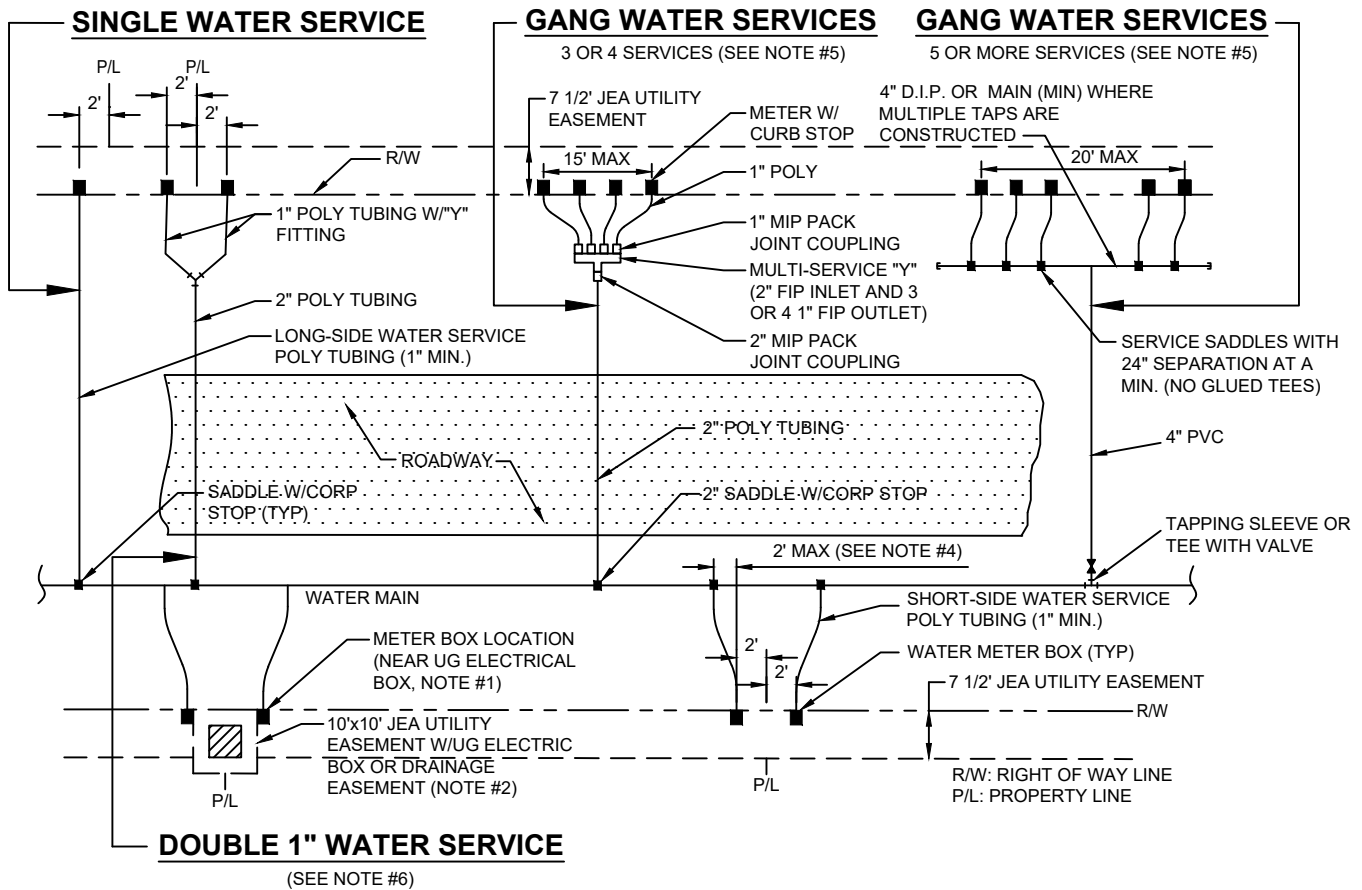 SINGLE WATER SERVICE
GANG WATER SERVICES
3 OR 4 SERVICES (SEE NOTE #5)
GANG WATER SERVICES
5 OR MORE SERVICES (SEE NOTE #5)
P/L
P/L
2'
2'
2'
7 1/2' JEA UTILITY
EASEMENT
METER W/
CURB STOP
4" D.I.P. OR MAIN (MIN) WHERE
MULTIPLE TAPS ARE
CONSTRUCTED
R/W
15' MAX
20' MAX
1" POLY
1" POLY TUBING W/"Y"
FITTING
1" MIP PACK
JOINT COUPLING
MULTI-SERVICE "Y"
(2" FIP INLET AND 3
OR 4 1" FIP OUTLET)
2" POLY TUBING
LONG-SIDE WATER SERVICE
POLY TUBING (1" MIN.)
2" MIP PACK
JOINT COUPLING
SERVICE SADDLES WITH
24" SEPARATION AT A
MIN. (NO GLUED TEES)
2" POLY TUBING
4" PVC
ROADWAY
SADDLE W/CORP
STOP (TYP)
2" SADDLE W/CORP STOP
TAPPING SLEEVE OR
TEE WITH VALVE
2' MAX (SEE NOTE #4)
WATER MAIN
SHORT-SIDE WATER SERVICE
POLY TUBING (1" MIN.)
METER BOX LOCATION
(NEAR UG ELECTRICAL
BOX, NOTE #1)
2'
2'
WATER METER BOX (TYP)
7 1/2' JEA UTILITY EASEMENT
R/W
10'x10' JEA UTILITY
EASEMENT W/UG ELECTRIC
BOX OR DRAINAGE
EASEMENT (NOTE #2)
P/L
P/L
R/W: RIGHT OF WAY LINE
P/L: PROPERTY LINE
DOUBLE 1" WATER SERVICE
(SEE NOTE #6)